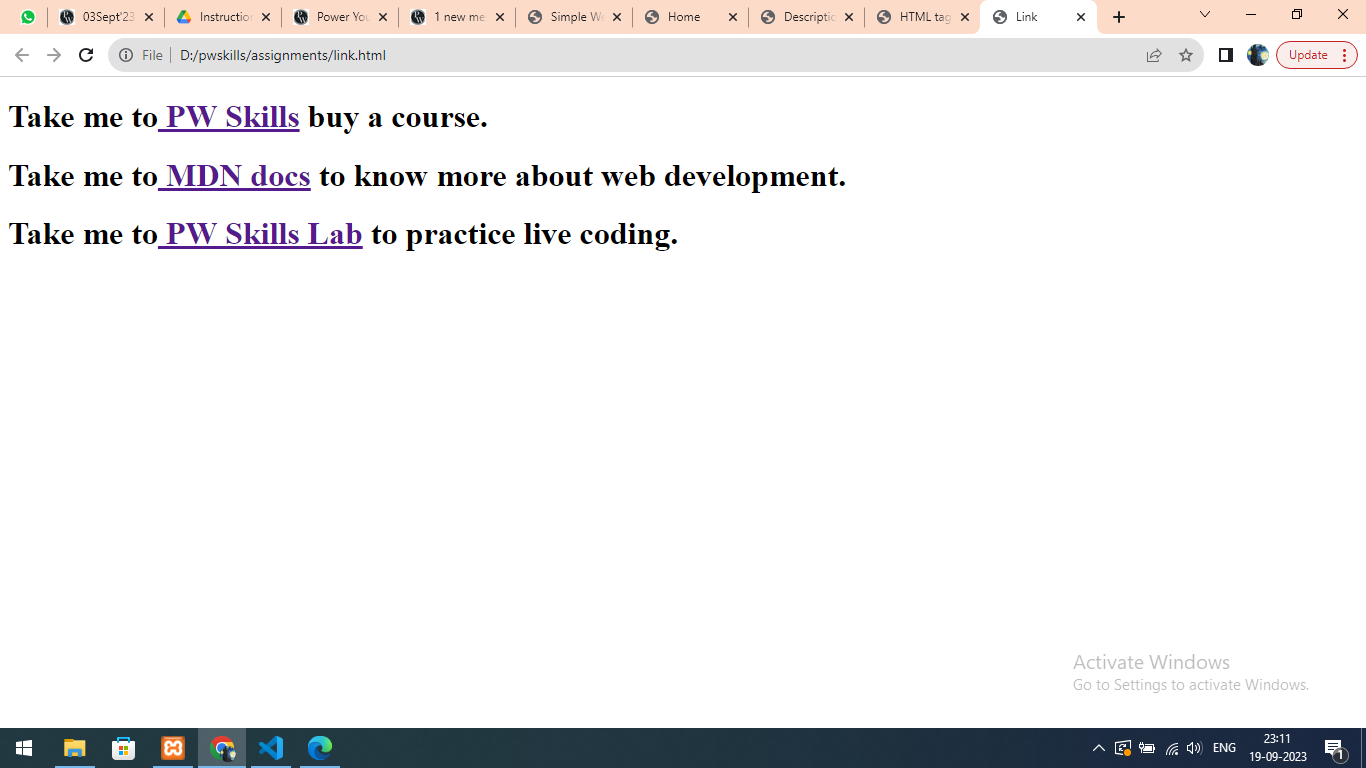 03Sept'23
Instruction
Power You
1 new me
Simple We
Home
Descriptio
HTML tag
Link
File
D:/pwskills/assignments/link.html
Update
Take me to PW Skills buy a course.
Take me to MDN docs to know more about web development.
Take me to PW Skills Lab to practice live coding.
Activate Windows
Go to Settings to activate Windows.
ENG
23:11
19-09-2023
1